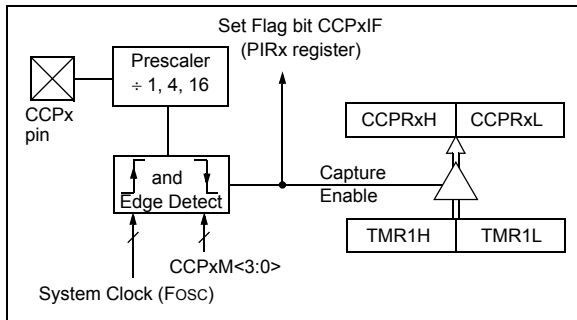 Set Flag bit CCPxIF
(PIRx register)
Prescaler
÷ 1, 4, 16
CCPx
pin
CCPRxH
CCPRxL
and
Edge Detect
Capture
Enable
TMR1H
TMR1L
CCPxM<3:0>
System Clock (FOSC)